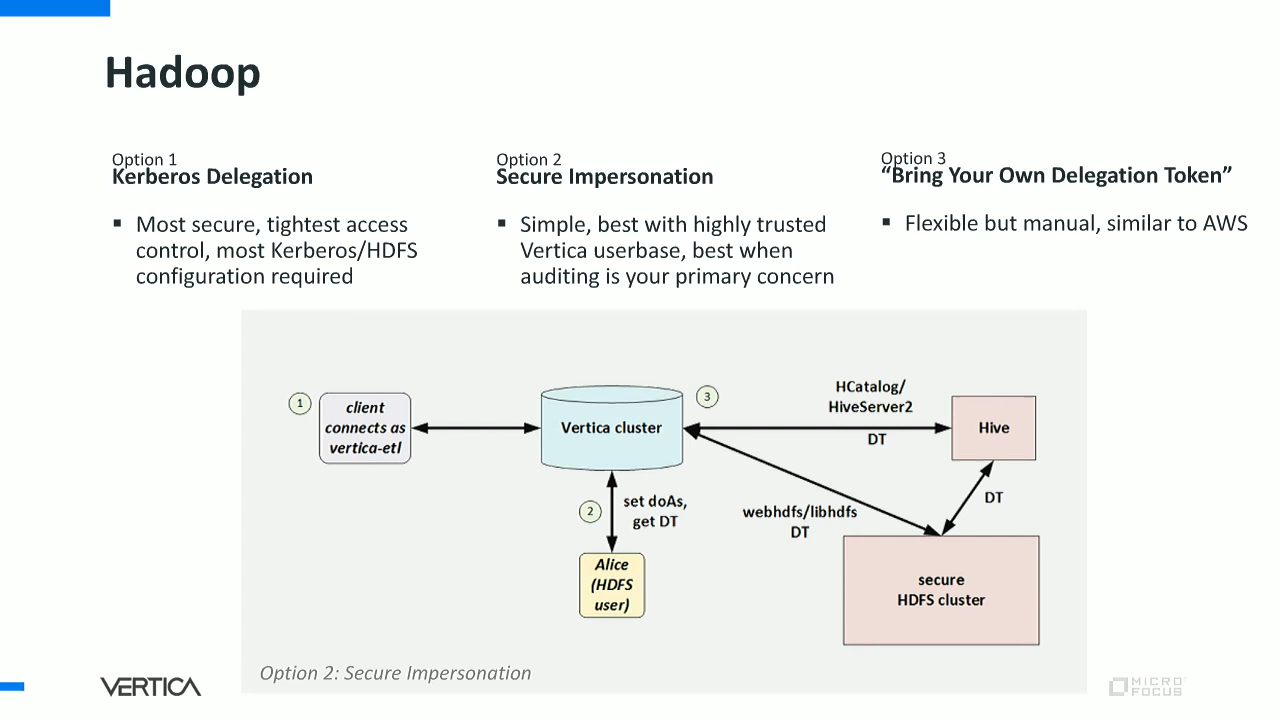 Hadoop
Option 1
Kerberos Delegation
▪ Most secure, tightest access
control, most Kerberos/HDFS
configuration required
Option 2
Secure Impersonation
▪ Simple, best with highly trusted
Vertica userbase, best when
auditing is your primary concern
Option 3
“Bring Your Own Delegation Token”
▪ Flexible but manual, similar to AWS
1
client
connects as
vertica-etl
Vertica cluster
3
HCatalog/
HiveServer2
DT
Hive
2
set doAs,
get DT
webhdfs/libhdfs
DT
DT
Alice
(HDFS
user)
secure
HDFS cluster
Option 2: Secure Impersonation
VERTICA
MICRO
FOCUS